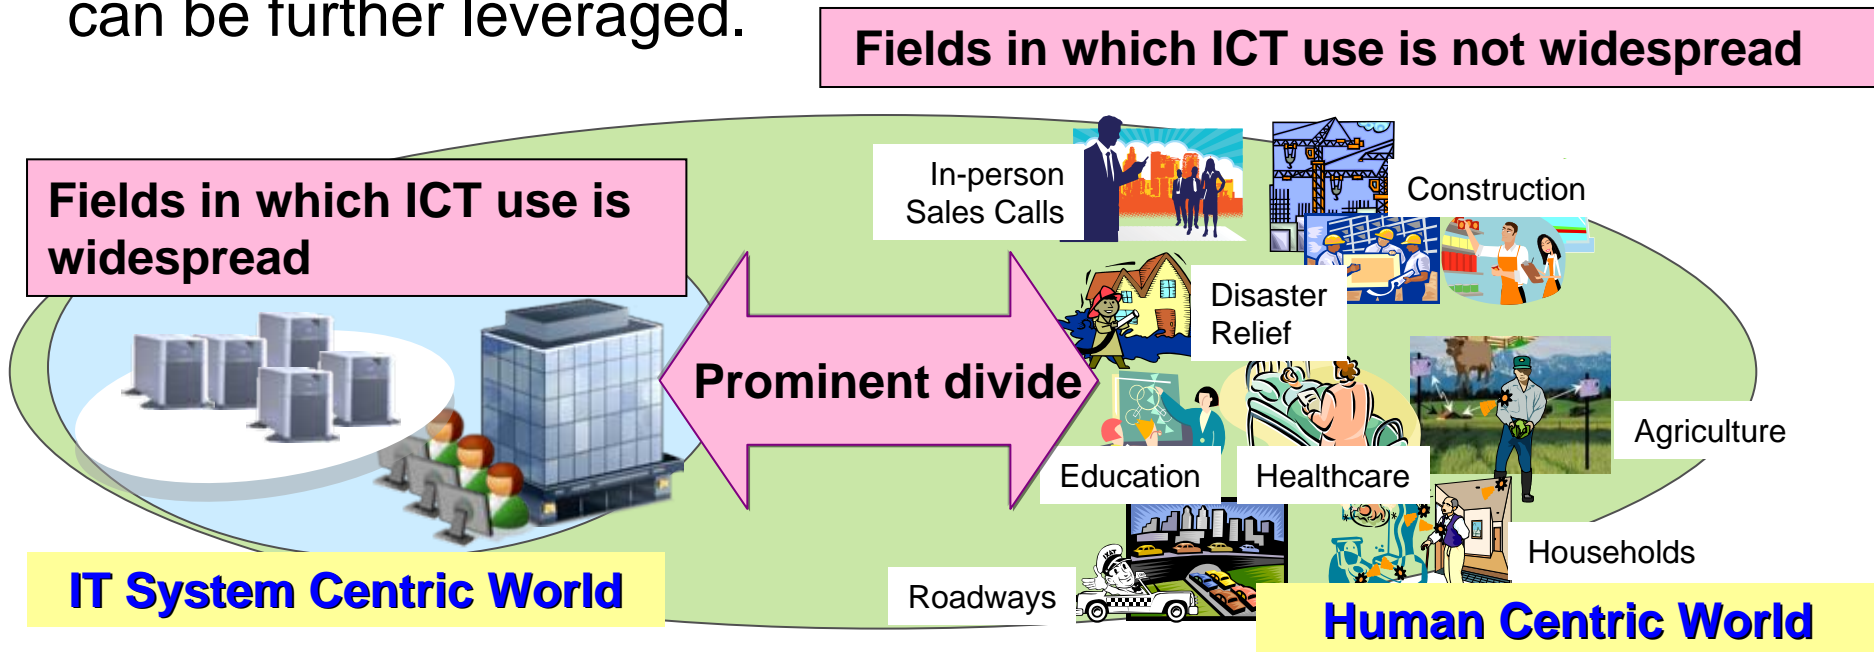 can be further leveraged.
Fields in which ICT use is not widespread
Fields in which ICT use is
widespread
In-person
Sales Calls
Construction
Disaster
Relief
Prominent divide
Agriculture
Education
Healthcare
Households
Roadways
IT System Centric World
Human Centric World